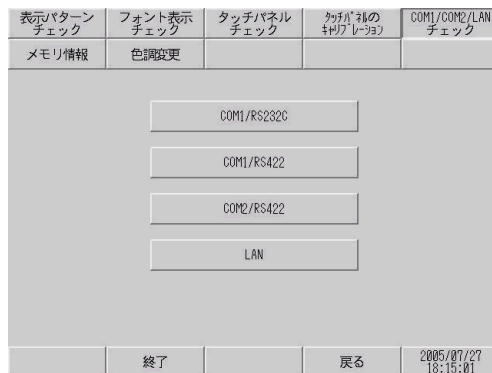 表示パターン
チェック
フォント表示
チェック
タッチパネル
チェック
ﾀｯﾁﾊﾟﾈﾙの
ｷｬﾘﾌﾞﾚｰｼｮﾝ
COM1/COM2/LAN
チェック
メモリ情報
色調変更
COM1/RS232C
COM1/RS422
COM2/RS422
LAN
終了
戻る
2005/07/27
18:15:01